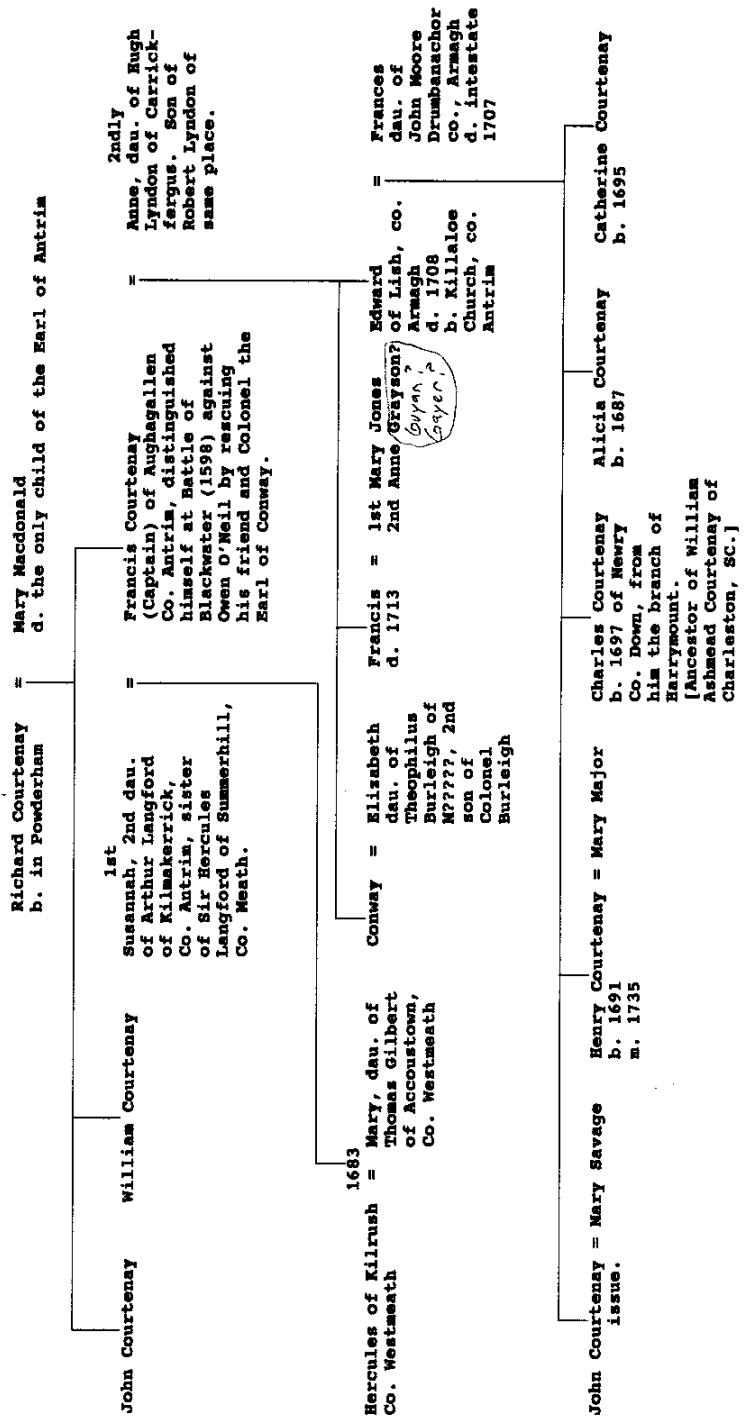 Richard Courtenay = Mary Macdonald
b. in Powderham d. the only child of the Earl of Antrim
John Courtenay
William Courtenay
1st
Susannah, 2nd dau.
of Arthur Langford
of Kilmakerrick,
Co. Antrim, sister
of Sir Hercules
Langford of Summerhill,
Co. Meath.
=
Francis Courtenay
(Captain) of Aughagallen
Co. Antrim, distinguished
himself at Battle of
Blackwater (1598) against
Owen O'Neil by rescuing
his friend and Colonel the
Earl of Conway.
=
2ndly
Anne, dau. of Hugh
Lyndon of Carrick-
fergus. Son of
Robert Lyndon of
same place.
1683
Hercules of Kilrush = Mary, dau. of
Co. Westmeath Thomas Gilbert
of Accoustown,
Co. Westmeath
Conway = Elizabeth
dau. of
Theophilus
Burleigh of
M?????, 2nd
son of
Colonel
Burleigh
Francis = 1st Mary Jones
d. 1713 2nd Anne Grayson?
Guyan?
Gayer?
Edward
of Lish, co.
Armagh
d. 1708
b. Killaloe
Church, co.
Antrim
=
Frances
dau. of
John Moore
Drumbanachor
co., Armagh
d. intestate
1707
John Courtenay = Mary Savage
issue.
Henry Courtenay = Mary Major
b. 1691
m. 1735
Charles Courtenay
b. 1697 of Newry
Co. Down, from
him the branch of
Harrymount.
[Ancestor of William
Ashmead Courtenay of
Charleston, SC.]
Alicia Courtenay
b. 1687
Catherine Courtenay
b. 1695